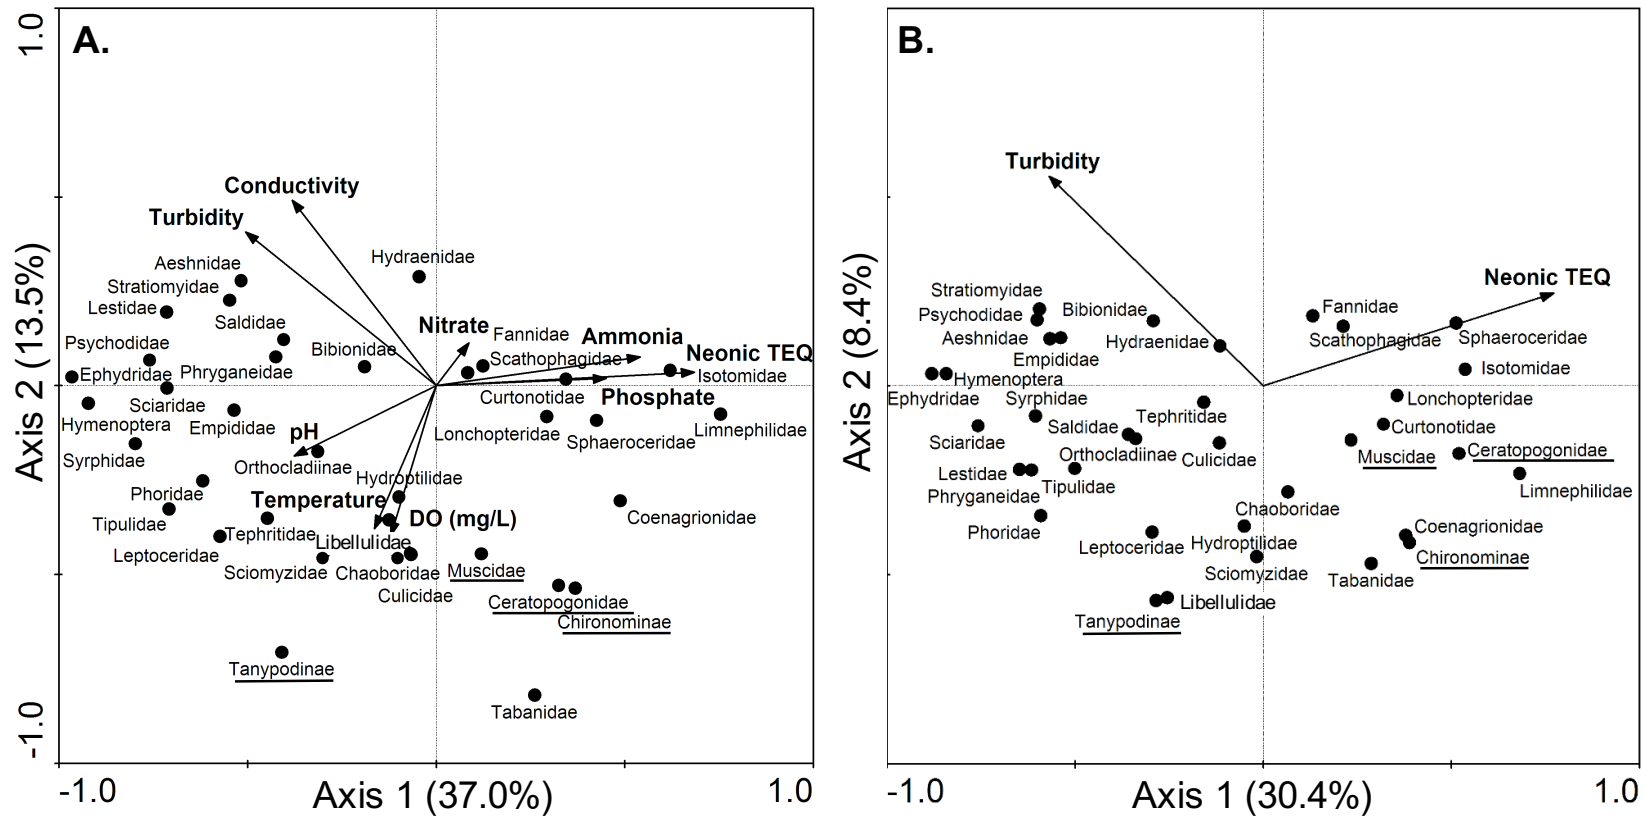 A.
1.0
Axis 2 (13.5%)
-1.0
Conductivity
Turbidity
Hydraenidae
Aeshnidae
Stratiomyidae
Lestidae
Saldidae
Nitrate
Fannidae
Ammonia
Psychodidae
Bibionidae
Scathophagidae
Neonic TEQ
Ephydridae
Phryganeidae
Isotomidae
Sciaridae
Curtonotidae
Phosphate
Hymenoptera
Empididae
pH
Lonchopteridae
Sphaeroceridae
Limnephilidae
Syrphidae
Orthocladiinae
Hydroptilidae
Phoridae
Temperature
DO (mg/L)
Coenagrionidae
Tipulidae
Tephritidae
Libellulidae
Leptoceridae
Sciomyzidae
Chaoboridae
Muscidae
Culicidae
Ceratopogonidae
Chironominae
Tanypodinae
Tabanidae
-1.0
Axis 1 (37.0%)
1.0
B.
Axis 2 (8.4%)
Turbidity
Neonic TEQ
Stratiomyidae
Psychodidae
Bibionidae
Fannidae
Aeshnidae
Hydraenidae
Scathophagidae
Sphaeroceridae
Empididae
Isotomidae
Hymenoptera
Ephydridae
Syrphidae
Lonchopteridae
Tephritidae
Saldidae
Curtonotidae
Sciaridae
Orthocladiinae
Culicidae
Muscidae
Ceratopogonidae
Lestidae
Tipulidae
Phryganeidae
Limnephilidae
Chaoboridae
Phoridae
Coenagrionidae
Leptoceridae
Hydroptilidae
Chironominae
Sciomyzidae
Tabanidae
Libellulidae
Tanypodinae
-1.0
Axis 1 (30.4%)
1.0